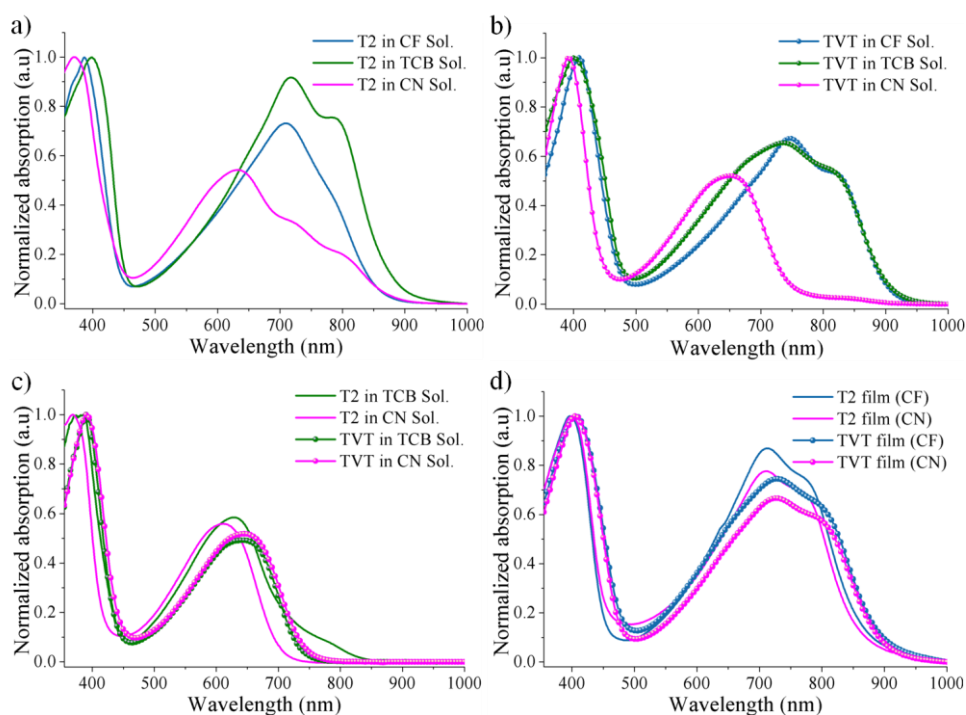 a)
T2 in CF Sol.
T2 in TCB Sol.
T2 in CN Sol.
Normalized absorption (a.u)
1.0
0.8
0.6
0.4
0.2
0.0
400 500 600 700 800 900 1000
Wavelength (nm)
b)
TVT in CF Sol.
TVT in TCB Sol.
TVT in CN Sol.
Normalized absorption (a.u)
1.0
0.8
0.6
0.4
0.2
0.0
400 500 600 700 800 900 1000
Wavelength (nm)
c)
T2 in TCB Sol.
T2 in CN Sol.
TVT in TCB Sol.
TVT in CN Sol.
Normalized absorption (a.u)
1.0
0.8
0.6
0.4
0.2
0.0
400 500 600 700 800 900 1000
Wavelength (nm)
d)
T2 film (CF)
T2 film (CN)
TVT film (CF)
TVT film (CN)
Normalized absorption (a.u)
1.0
0.8
0.6
0.4
0.2
0.0
400 500 600 700 800 900 1000
Wavelength (nm)